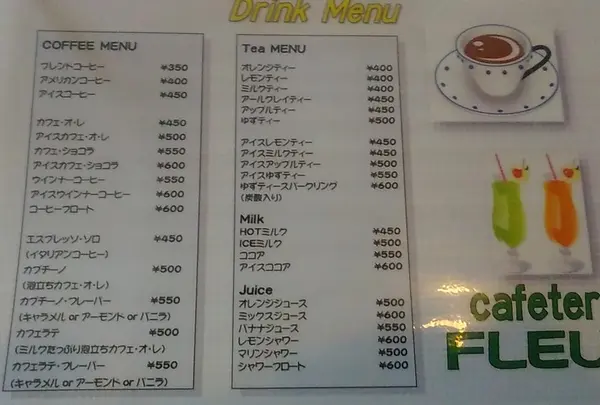 Drink Menu
COFFEE MENU
ブレンドコーヒー ¥350
アメリカンコーヒー ¥400
アイスコーヒー ¥450
カフェ・オ・レ ¥450
アイスカフェ・オ・レ ¥500
カフェ・ショコラ ¥550
アイスカフェ・ショコラ ¥600
ウインナーコーヒー ¥550
アイスウインナーコーヒー ¥600
コーヒーフロート ¥600
エスプレッソ・ソロ ¥450
(イタリアンコーヒー)
カプチーノ ¥500
(泡立ちカフェ・オ・レ)
カプチーノ・フレーバー ¥550
(キャラメル or アーモンド or バニラ)
カフェラテ ¥500
(ミルクたっぷり泡立ちカフェ・オ・レ)
カフェラテ・フレーバー ¥550
(キャラメル or アーモンド or バニラ)
Tea MENU
オレンジティー ¥400
レモンティー ¥400
ミルクティー ¥400
アールグレイティー ¥450
アップルティー ¥450
ゆずティー ¥500
アイスレモンティー ¥450
アイスミルクティー ¥450
アイスアップルティー ¥500
アイスゆずティー ¥550
ゆずティースパークリング ¥600
(炭酸入り)
Milk
HOTミルク ¥450
ICEミルク ¥500
ココア ¥550
アイスココア ¥600
Juice
オレンジジュース ¥500
ミックスジュース ¥600
バナナジュース ¥550
レモンシャワー ¥600
マリンシャワー ¥500
シャワーフロート ¥600
cafeter
FLEU